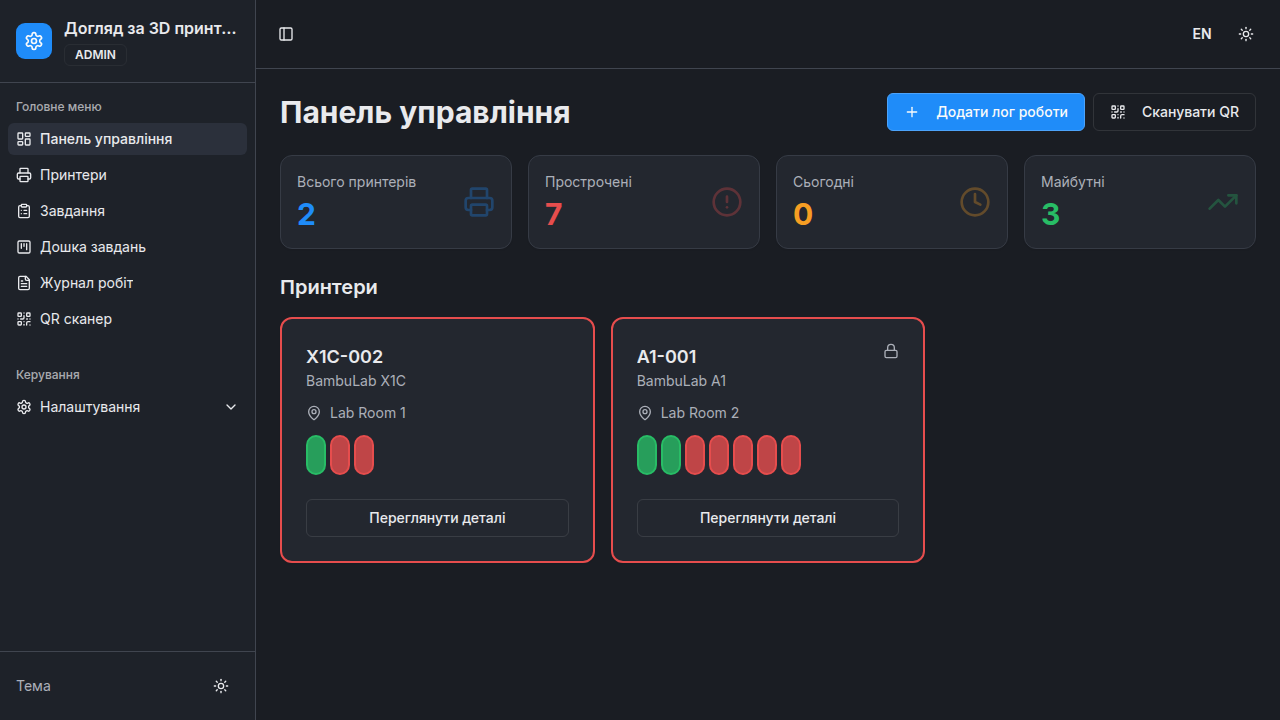 Догляд за 3D принт...
ADMIN
Головне меню
Панель управління
Принтери
Завдання
Дошка завдань
Журнал робіт
QR сканер
Керування
Налаштування
Тема
EN
Панель управління
Додати лог роботи
Сканувати QR
Всього принтерів
2
Прострочені
7
Сьогодні
0
Майбутні
3
Принтери
X1C-002
BambuLab X1C
Lab Room 1
Переглянути деталі
A1-001
BambuLab A1
Lab Room 2
Переглянути деталі